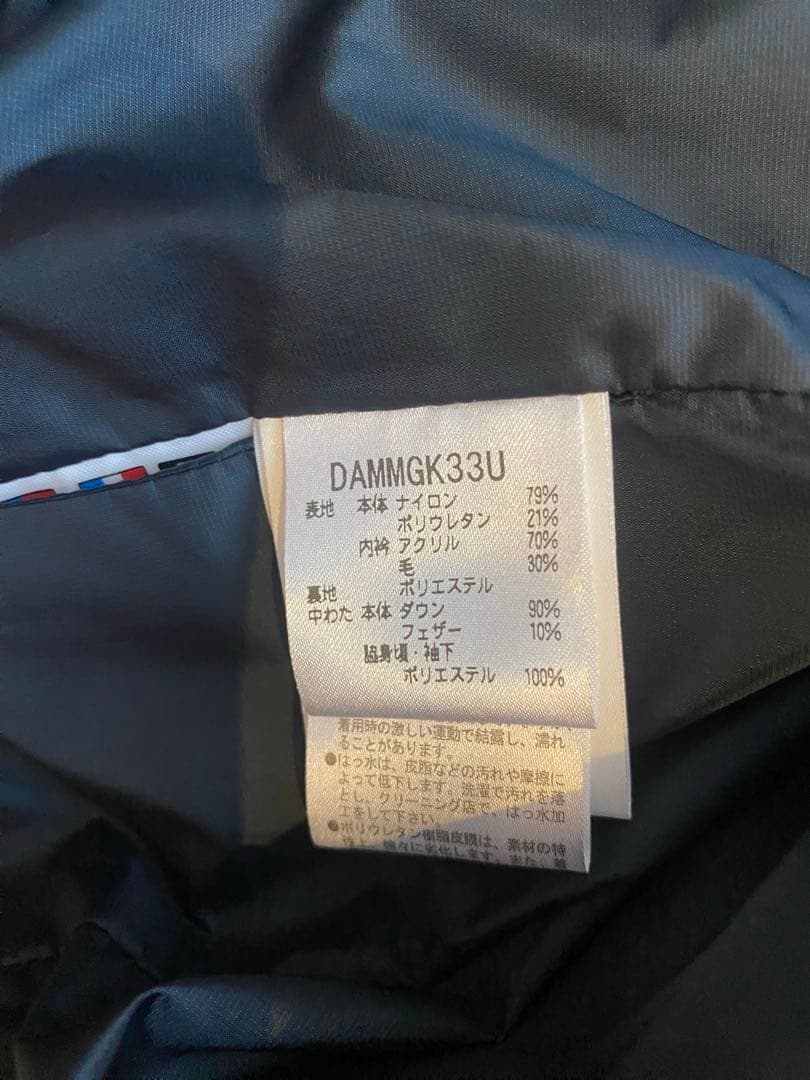 DAMMGK33U
表地 本体 ナイロン 79%
ポリウレタン 21%
内衿 アクリル 70%
毛 30%
裏地 ポリエステル
中わた 本体 ダウン 90%
フェザー 10%
脇身頃・袖下
ポリエステル 100%
着用時の激しい運動で結露し、濡れ
ることがあります。
●はっ水は、皮脂などの汚れや摩擦に
よって低下します。洗濯で汚れを落
とし、クリーニング店で、はっ水加
工をして下さい。
●ポリウレタン樹脂皮膜は、素材の特